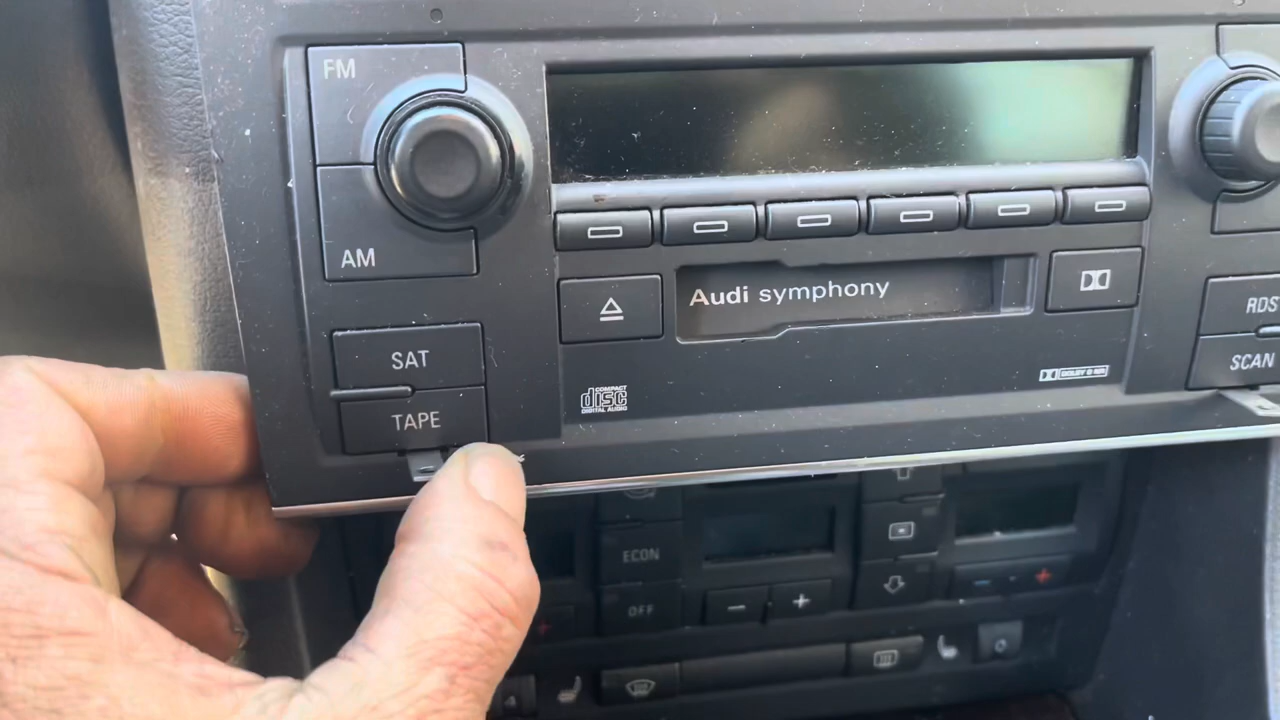 FM
AM
Audi symphony
SAT
TAPE
RDS
SCAN
COMPACT
disc
DIGITAL AUDIO
DOLBY B NR
ECON
OFF